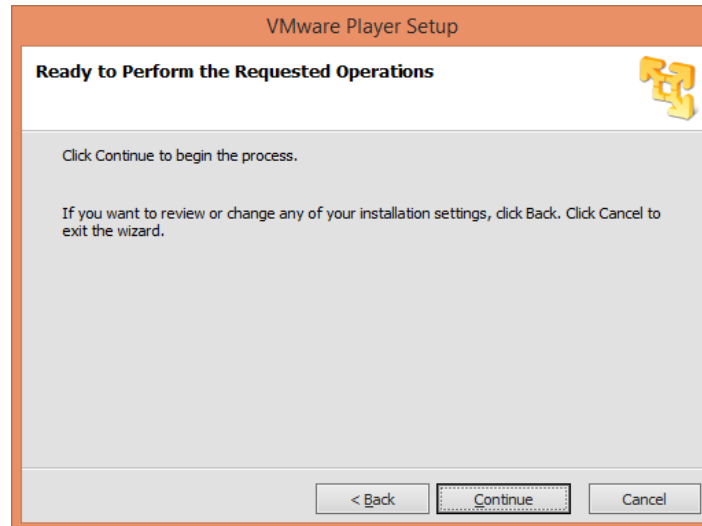 VMware Player Setup
Ready to Perform the Requested Operations
Click Continue to begin the process.
If you want to review or change any of your installation settings, click Back. Click Cancel to
exit the wizard.
< Back
Continue
Cancel